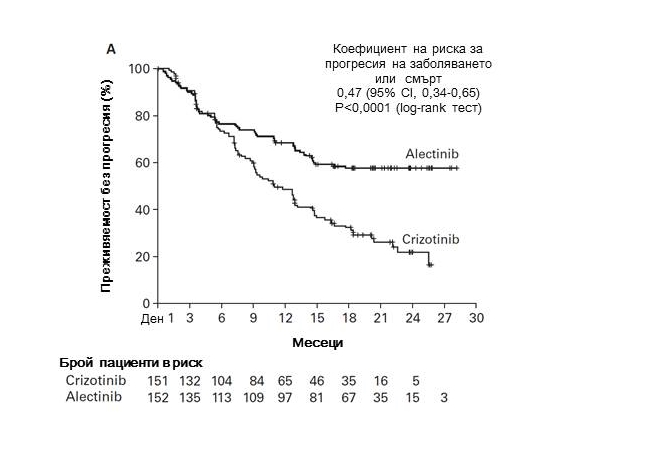 A
Коефициент на риска за
прогресия на заболяването
или смърт
0,47 (95% CI, 0,34-0,65)
P<0,0001 (log-rank тест)
Преживяемост без прогресия (%)
100
80
60
40
20
0
Alectinib
Crizotinib
Ден 1 3 6 9 12 15 18 21 24 27 30
Месеци
Брой пациенти в риск
Crizotinib 151 132 104 84 65 46 35 16 5
Alectinib 152 135 113 109 97 81 67 35 15 3